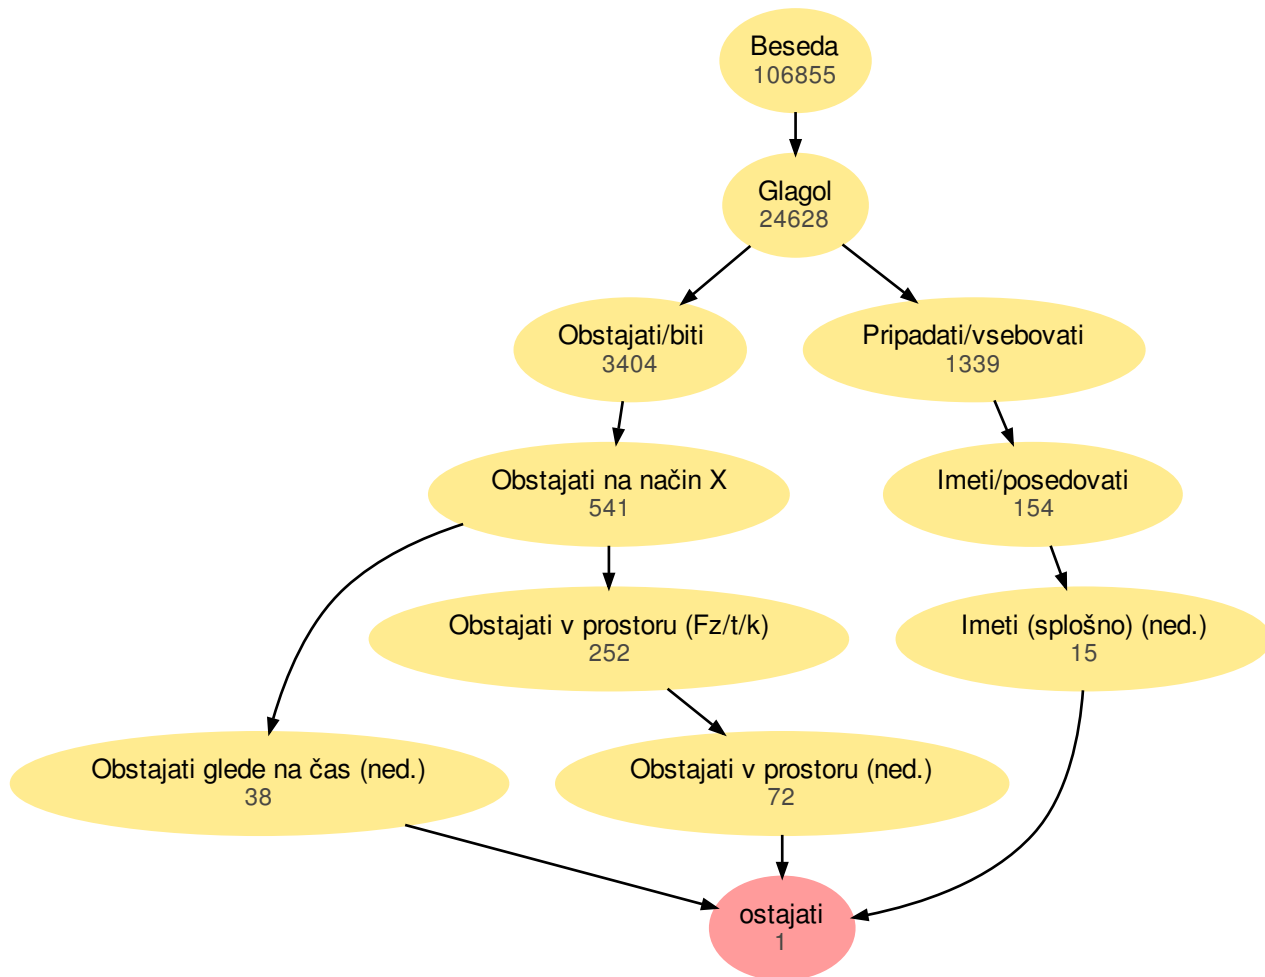 Beseda
106855
Glagol
24628
Obstajati/biti
3404
Pripadati/vsebovati
1339
Obstajati na način X
541
Imeti/posedovati
154
Obstajati v prostoru (Fz/t/k)
252
Imeti (splošno) (ned.)
15
Obstajati glede na čas (ned.)
38
Obstajati v prostoru (ned.)
72
ostajati
1